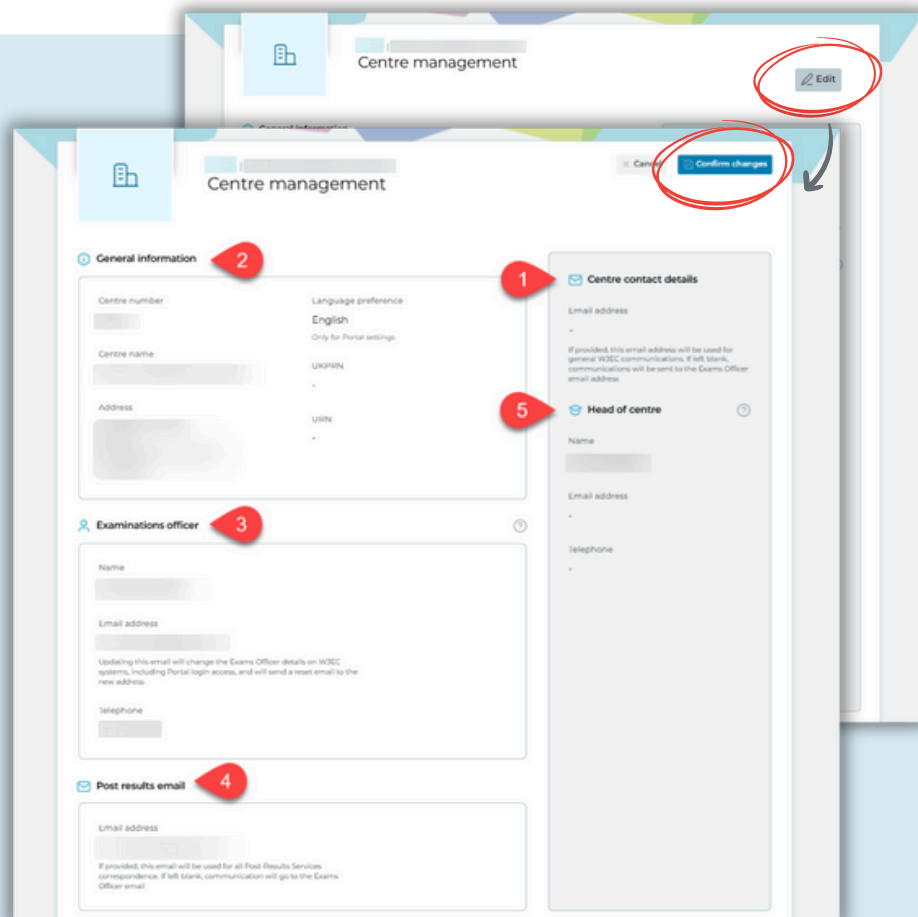 Centre management
Edit
General information
Centre management
Cancel
Confirm changes
General information
2
Centre number
Language preference
English
Only for Portal settings
Centre name
UKPRN
-
Address
URN
-
1
Centre contact details
Email address
-
If provided, this email address will be used for
general WJEC communications. If left blank,
communications will be sent to the Exams Officer
email address
5
Head of centre
?
Name
Email address
-
Telephone
-
Examinations officer
3
?
Name
Email address
Updating this email will change the Exams Officer details on WJEC
systems, including Portal login access, and will send a reset email to the
new address
Telephone
Post results email
4
Email address
If provided, this email will be used for all Post-Results Services
correspondence. If left blank, communication will go to the Exams
Officer email